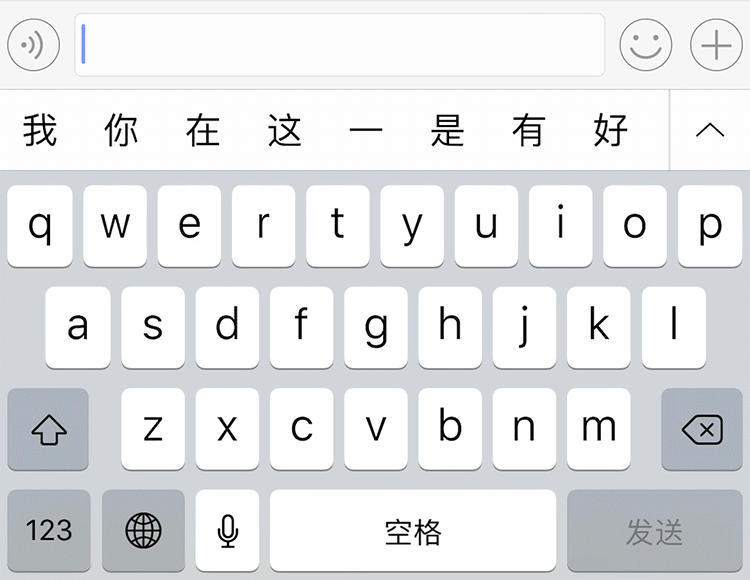 我 你 在 这 一 是 有 好
q w e r t y u i o p
a s d f g h j k l
z x c v b n m
123 空格 发送